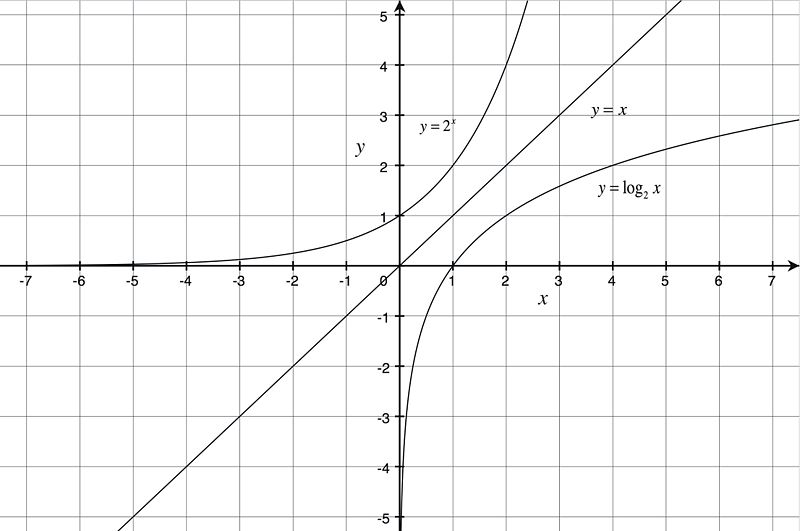 5
4
y = 2^x
y = x
3
y
2
y = log₂ x
1
-7 -6 -5 -4 -3 -2 -1 0 1 2 3 4 5 6 7
x
-1
-2
-3
-4
-5